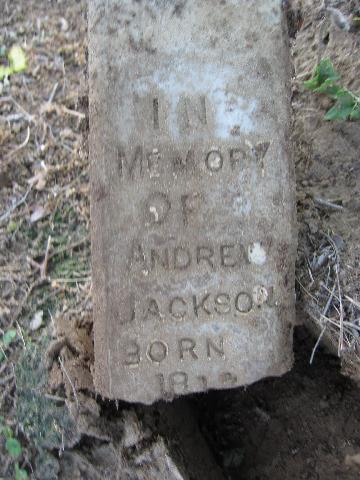 IN
MEMORY
OF
ANDREW
JACKSON
BORN